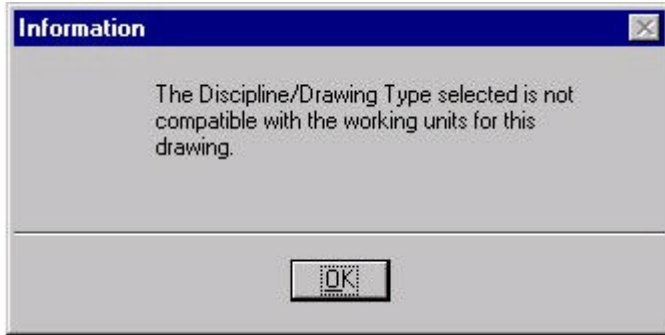 Information
The Discipline/Drawing Type selected is not
compatible with the working units for this
drawing.
OK